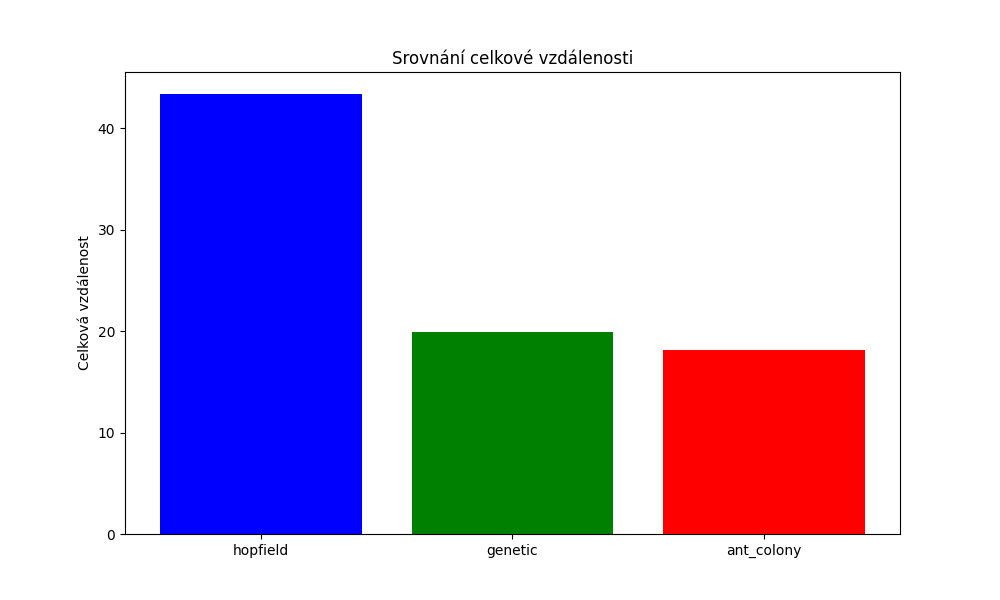 Srovnání celkové vzdálenosti
Celková vzdálenost
40
30
20
10
0
hopfield
genetic
ant_colony